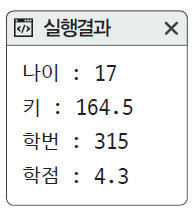 실행결과
나이 : 17
키 : 164.5
학번 : 315
학점 : 4.3